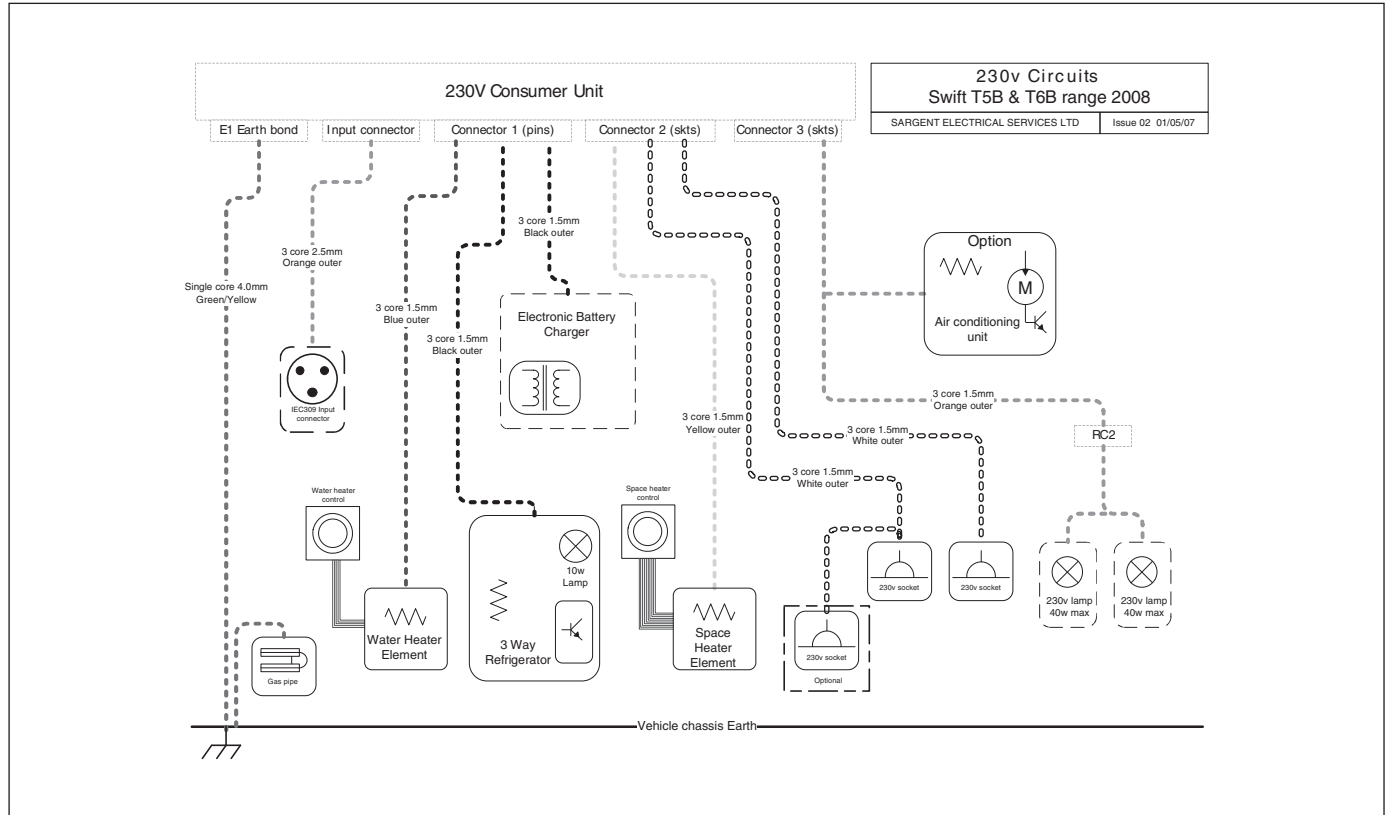 230V Consumer Unit
230v Circuits
Swift T5B & T6B range 2008
SARGENT ELECTRICAL SERVICES LTD
Issue 02 01/05/07
E1 Earth bond
Input connector
Connector 1 (pins)
Connector 2 (skts)
Connector 3 (skts)
3 core 1.5mm
Black outer
3 core 2.5mm
Orange outer
Single core 4.0mm
Green/Yellow
3 core 1.5mm
Blue outer
3 core 1.5mm
Black outer
Electronic Battery
Charger
Option
M
Air conditioning
unit
IEC309 Input
connector
3 core 1.5mm
Yellow outer
3 core 1.5mm
White outer
3 core 1.5mm
Orange outer
RC2
3 core 1.5mm
White outer
Water heater
control
Space heater
control
10w
Lamp
230v socket
230v socket
230v lamp
40w max
230v lamp
40w max
Water Heater
Element
3 Way
Refrigerator
Space
Heater
Element
230v socket
Optional
Gas pipe
Vehicle chassis Earth